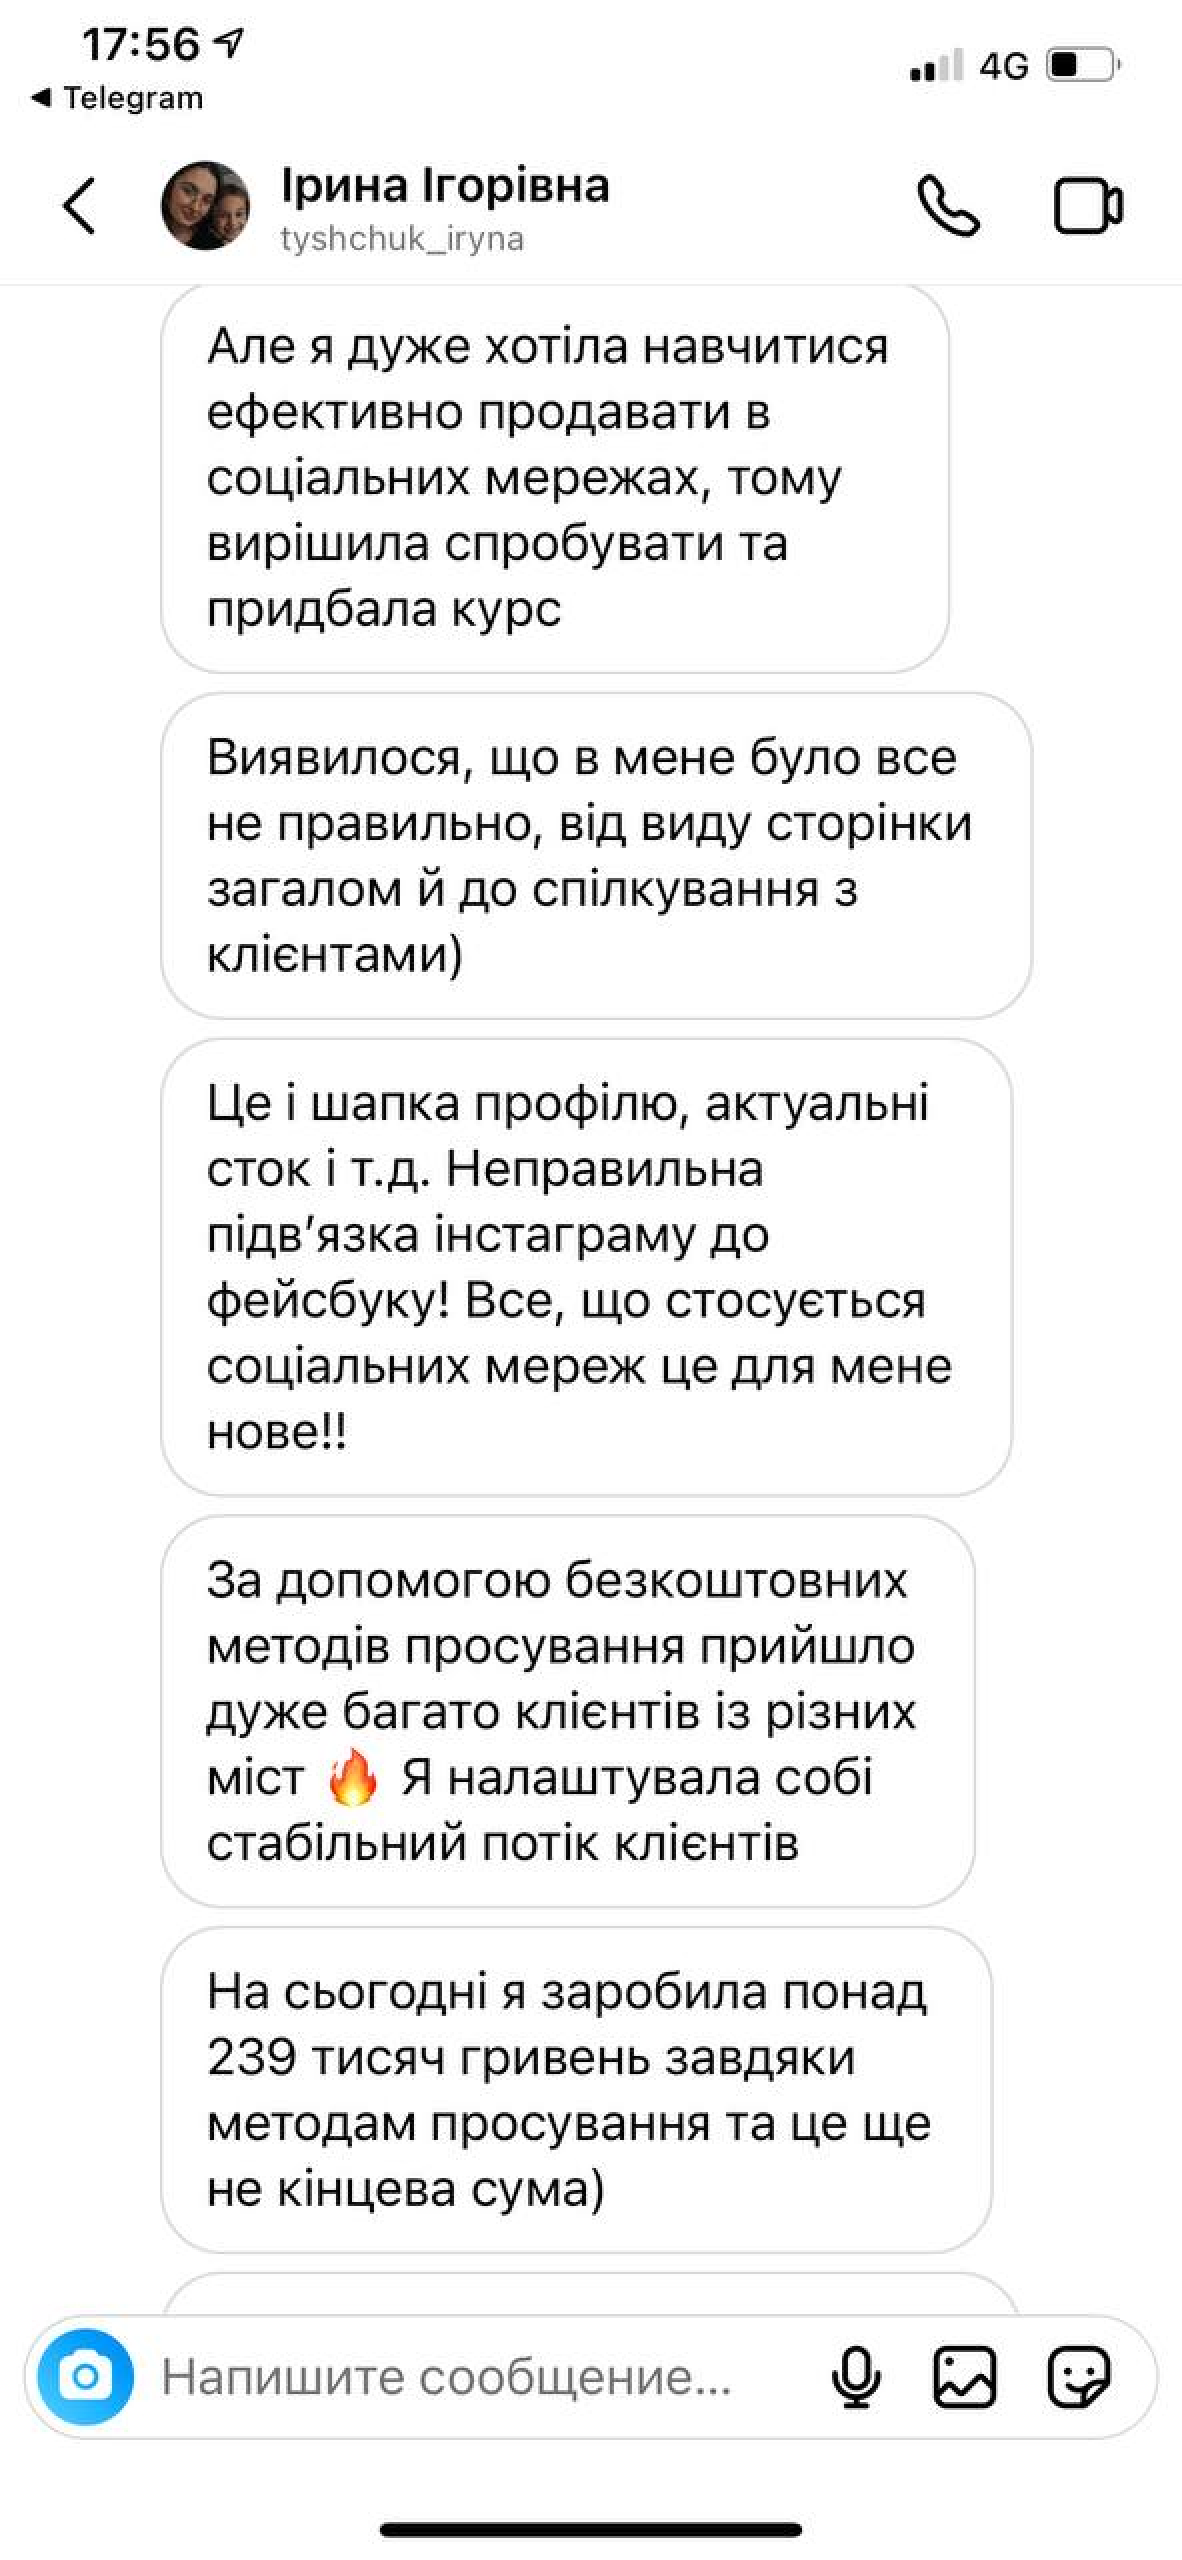 17:56
4G
Telegram
Ірина Ігорівна
tyshchuk_iryna
Але я дуже хотіла навчитися
ефективно продавати в
соціальних мережах, тому
вирішила спробувати та
придбала курс
Виявилося, що в мене було все
не правильно, від виду сторінки
загалом й до спілкування з
клієнтами)
Це і шапка профілю, актуальні
сток і т.д. Неправильна
підв’язка інстаграму до
фейсбуку! Все, що стосується
соціальних мереж це для мене
нове!!
За допомогою безкоштовних
методів просування прийшло
дуже багато клієнтів із різних
міст 🔥 Я налаштувала собі
стабільний потік клієнтів
На сьогодні я заробила понад
239 тисяч гривень завдяки
методам просування та це ще
не кінцева сума)
Напишите сообщение...